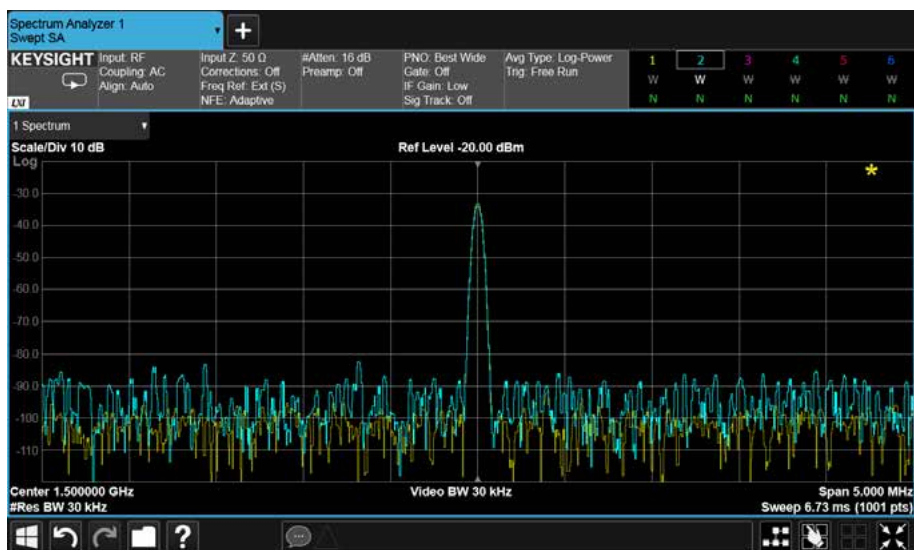 Spectrum Analyzer 1
Swept SA
+
KEYSIGHT
Input: RF
Coupling: AC
Align: Auto
Input Z: 50 Ω
Corrections: Off
Freq Ref: Ext (S)
NFE: Adaptive
#Atten: 16 dB
Preamp: Off
PNO: Best Wide
Gate: Off
IF Gain: Low
Sig Track: Off
Avg Type: Log-Power
Trig: Free Run
1 2 3 4 5 6
W W W W W W
N N N N N N
LXI
1 Spectrum
Scale/Div 10 dB
Ref Level -20.00 dBm
Log
-30.0
-40.0
-50.0
-60.0
-70.0
-80.0
-90.0
-100
-110
Center 1.500000 GHz
Video BW 30 kHz
Span 5.000 MHz
#Res BW 30 kHz
Sweep 6.73 ms (1001 pts)
?